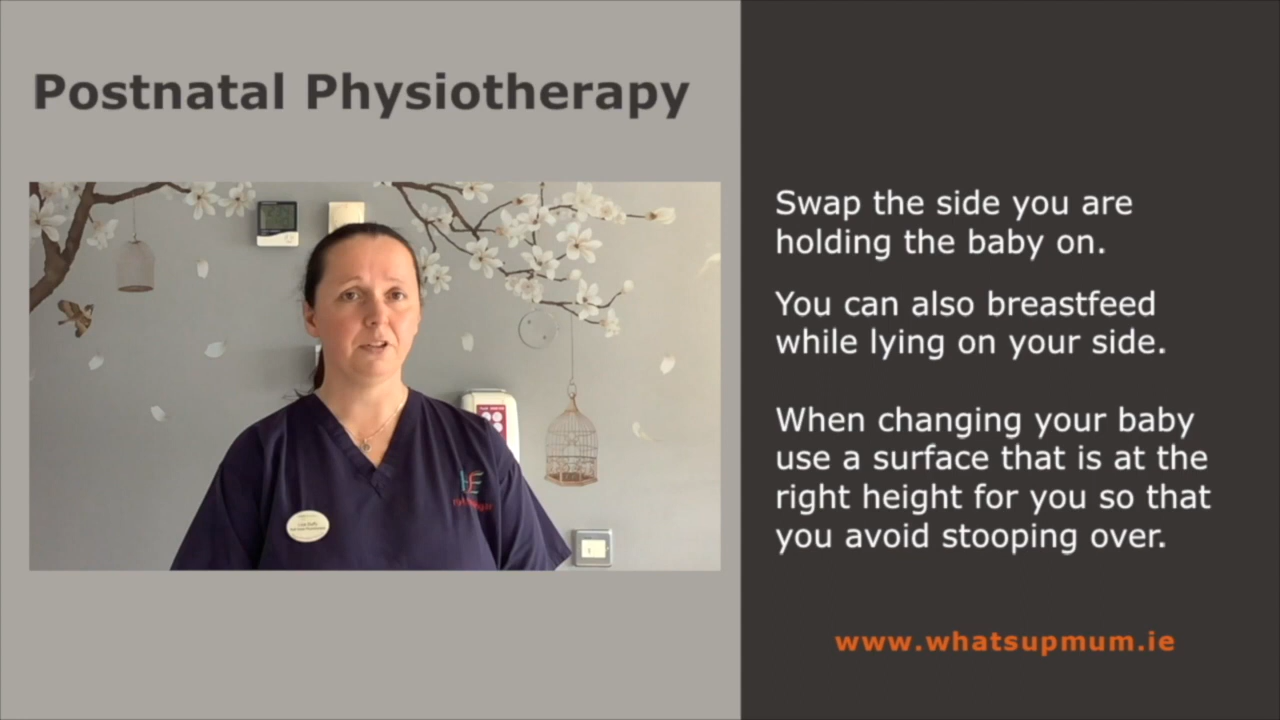 Postnatal Physiotherapy
Swap the side you are
holding the baby on.
You can also breastfeed
while lying on your side.
When changing your baby
use a surface that is at the
right height for you so that
you avoid stooping over.
www.whatsupmum.ie